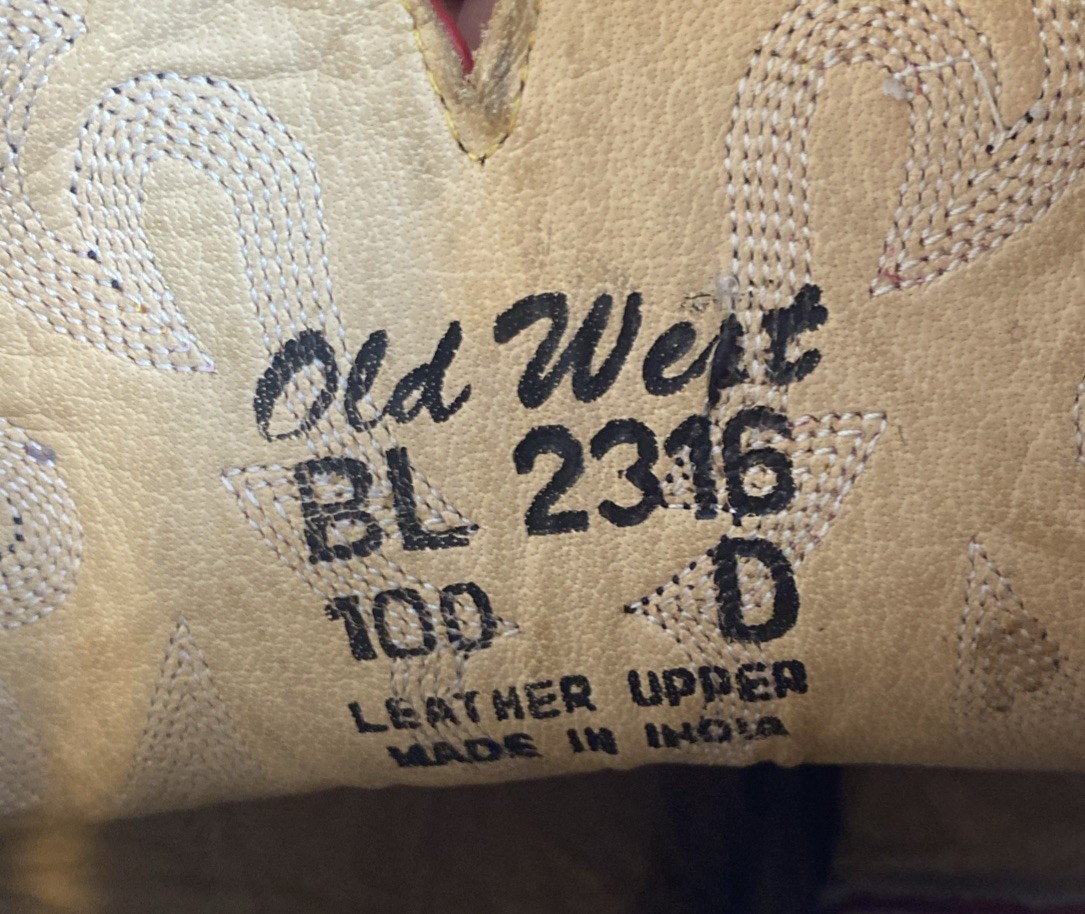 Old West
BL 2316
100 D
LEATHER UPPER
MADE IN INDIA